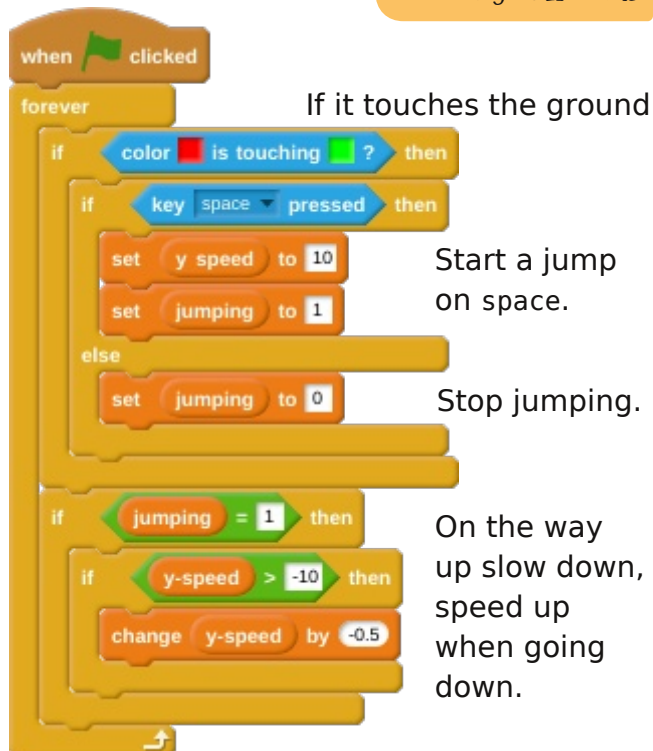 when clicked
forever
If it touches the ground
if color is touching ? then
if key space pressed then
set y speed to 10
set jumping to 1
Start a jump
on space.
else
set jumping to 0
Stop jumping.
if jumping = 1 then
if y-speed > -10 then
change y-speed by -0.5
On the way
up slow down,
speed up
when going
down.